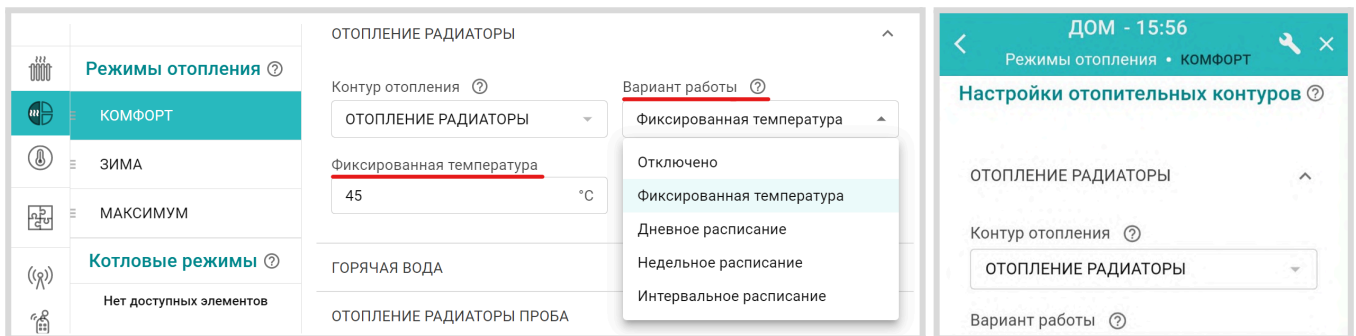 Режимы отопления
КОМФОРТ
ЗИМА
МАКСИМУМ
Котловые режимы
Нет доступных элементов
ОТОПЛЕНИЕ РАДИАТОРЫ
Контур отопления
ОТОПЛЕНИЕ РАДИАТОРЫ
Вариант работы
Фиксированная температура
Фиксированная температура
45 °C
Отключено
Фиксированная температура
Дневное расписание
Недельное расписание
Интервальное расписание
ГОРЯЧАЯ ВОДА
ОТОПЛЕНИЕ РАДИАТОРЫ ПРОБА
ДОМ - 15:56
Режимы отопления • КОМФОРТ
Настройки отопительных контуров
ОТОПЛЕНИЕ РАДИАТОРЫ
Контур отопления
ОТОПЛЕНИЕ РАДИАТОРЫ
Вариант работы